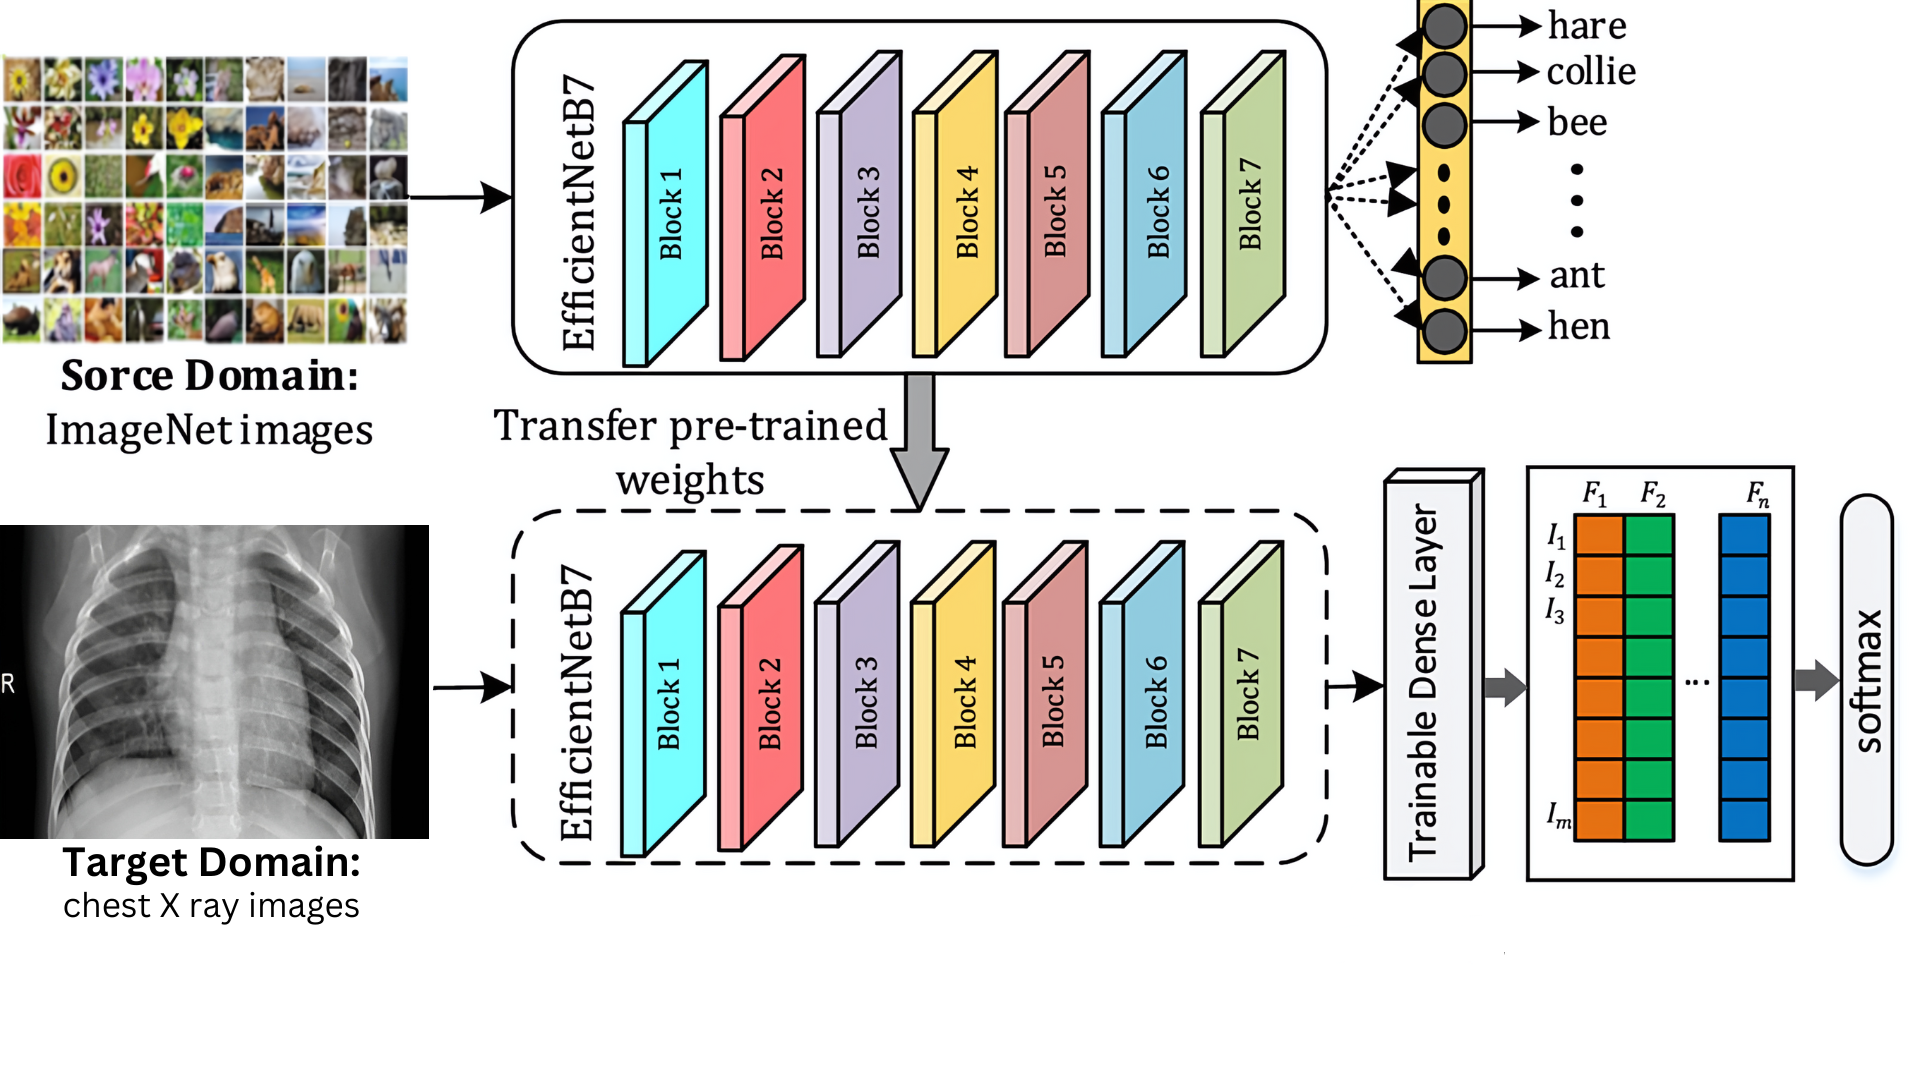 EfficientNetB7
Block 1
Block 2
Block 3
Block 4
Block 5
Block 6
Block 7
hare
collie
bee
ant
hen
Sorce Domain:
ImageNet images
Transfer pre-trained
weights
R
Target Domain:
chest X ray images
EfficientNetB7
Block 1
Block 2
Block 3
Block 4
Block 5
Block 6
Block 7
Trainable Dense Layer
F1 F2 Fn
I1
I2
I3
...
Im
softmax